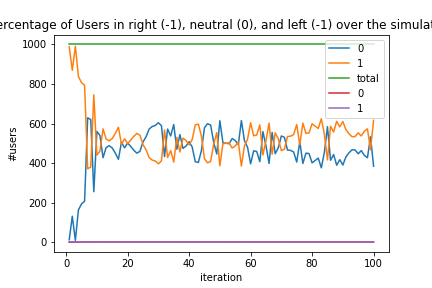 ercentage of Users in right (-1), neutral (0), and left (-1) over the simulat
1000
800
600
400
200
0
#users
0
1
total
0
1
0 20 40 60 80 100
iteration